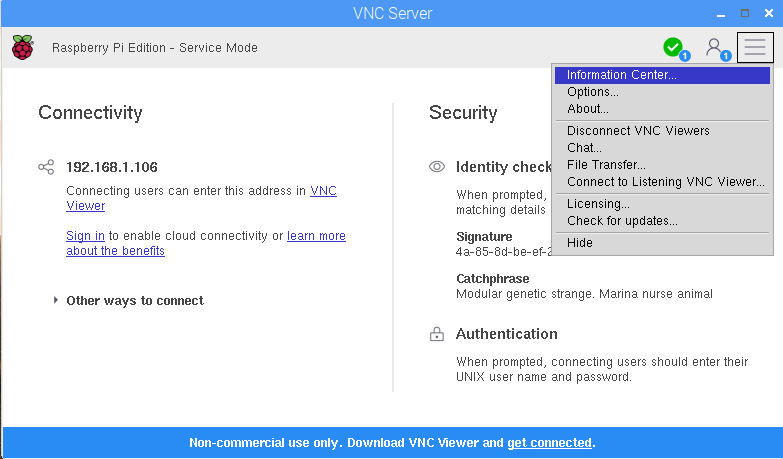 VNC Server
Raspberry Pi Edition - Service Mode
1
1
Information Center...
Options...
About...
Disconnect VNC Viewers
Chat...
File Transfer...
Connect to Listening VNC Viewer...
Licensing...
Check for updates...
Hide
Connectivity
192.168.1.106
Connecting users can enter this address in VNC
Viewer
Sign in to enable cloud connectivity or learn more
about the benefits
Other ways to connect
Security
Identity check
When prompted,
matching details
Signature
4a-85-8d-be-ef-2
Catchphrase
Modular genetic strange. Marina nurse animal
Authentication
When prompted, connecting users should enter their
UNIX user name and password.
Non-commercial use only. Download VNC Viewer and get connected.